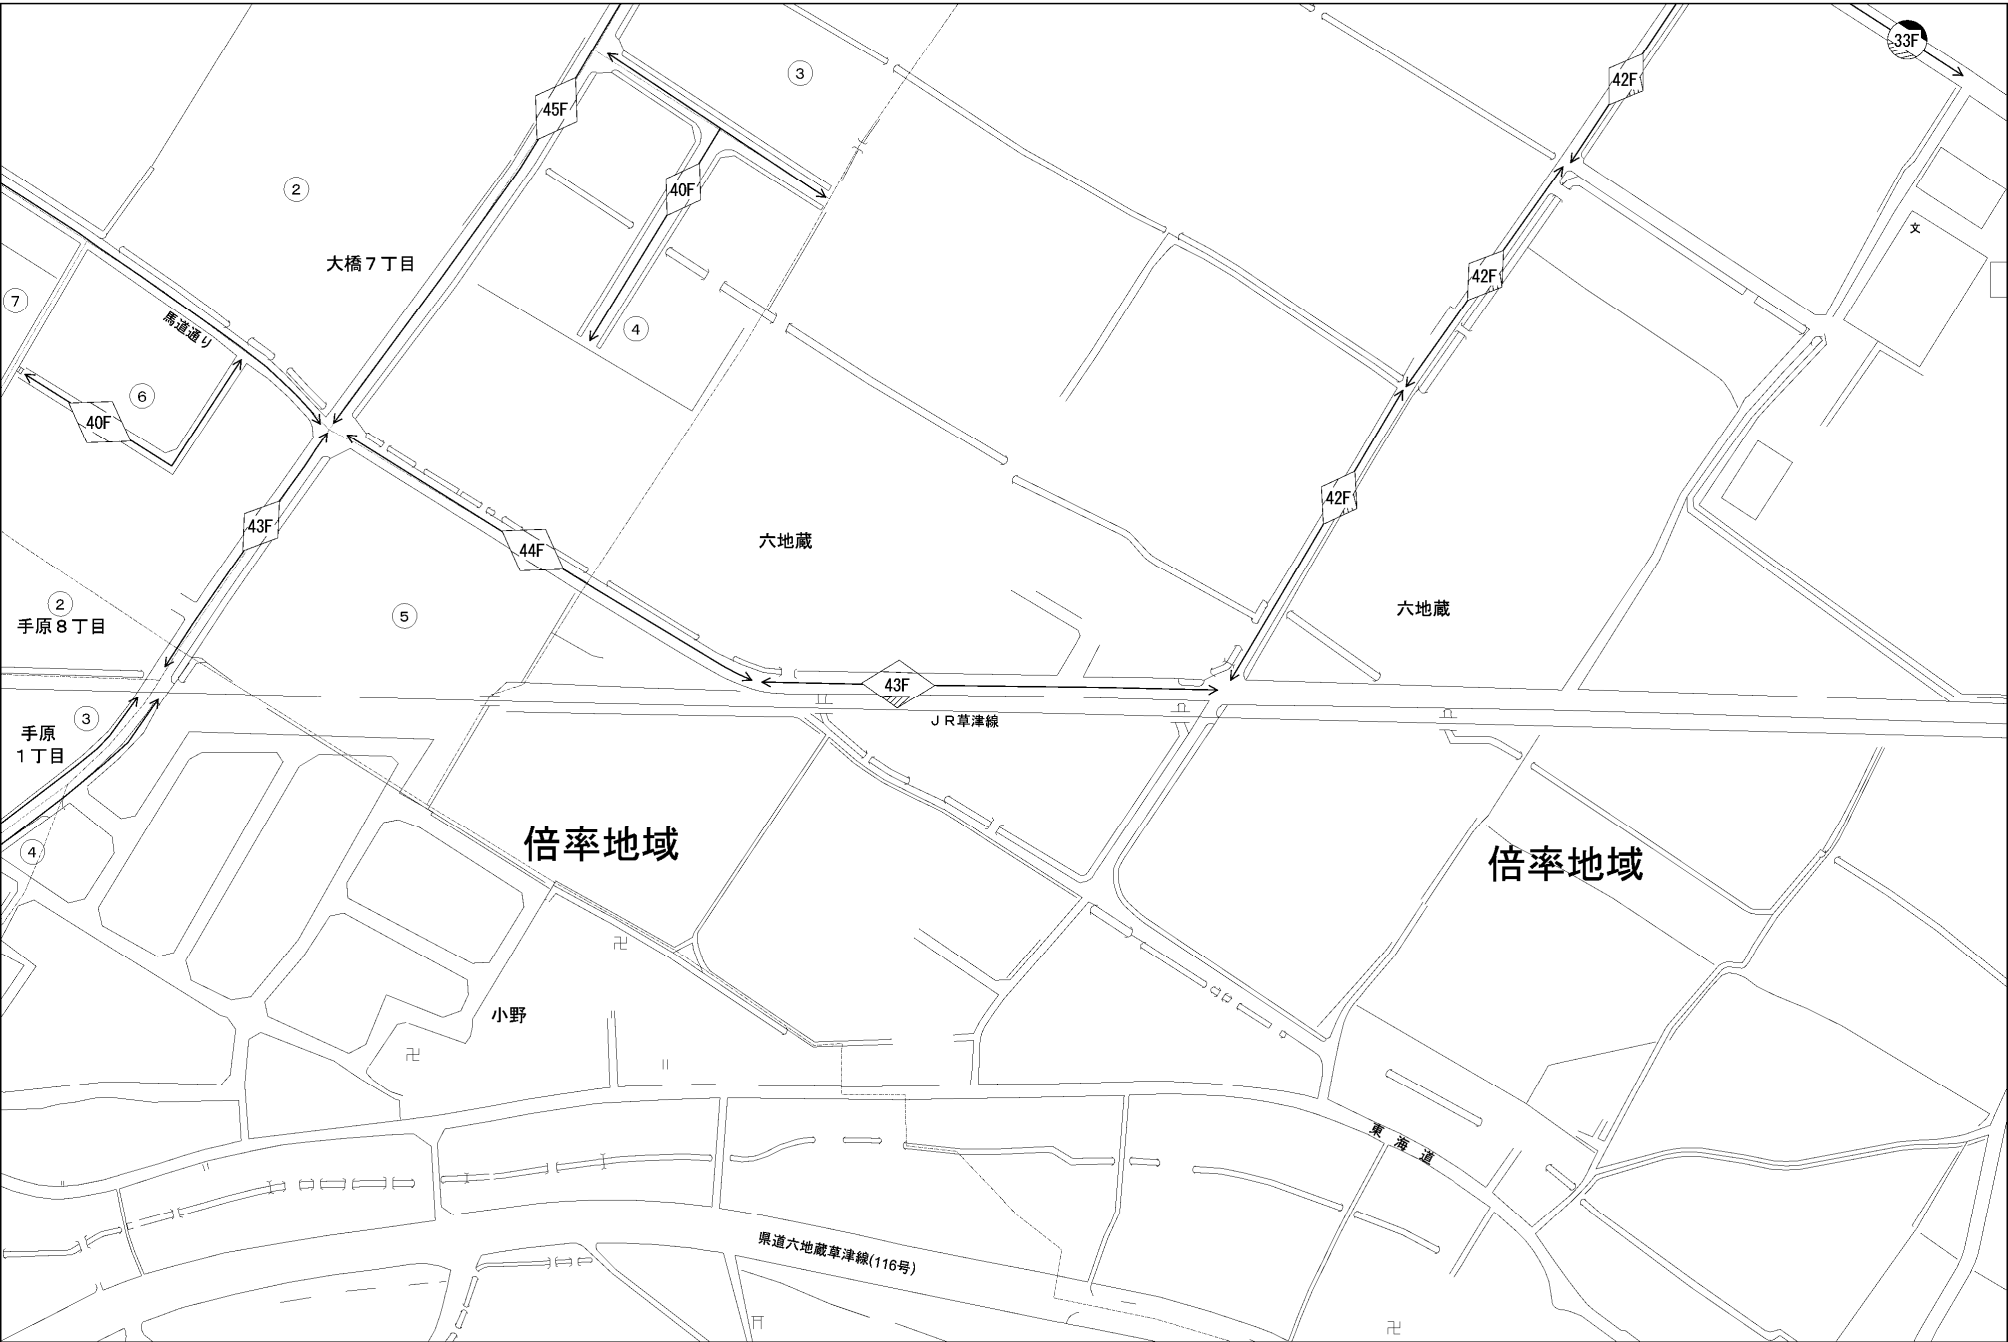 33F
③
42F
45F
②
40F
文
大橋７丁目
42F
⑦
馬道通り
④
⑥
40F
42F
43F
44F
六地蔵
②
手原８丁目
⑤
六地蔵
43F
③
手原
１丁目
ＪＲ草津線
④
倍率地域
倍率地域
小野
東海道
県道六地蔵草津線(116号)